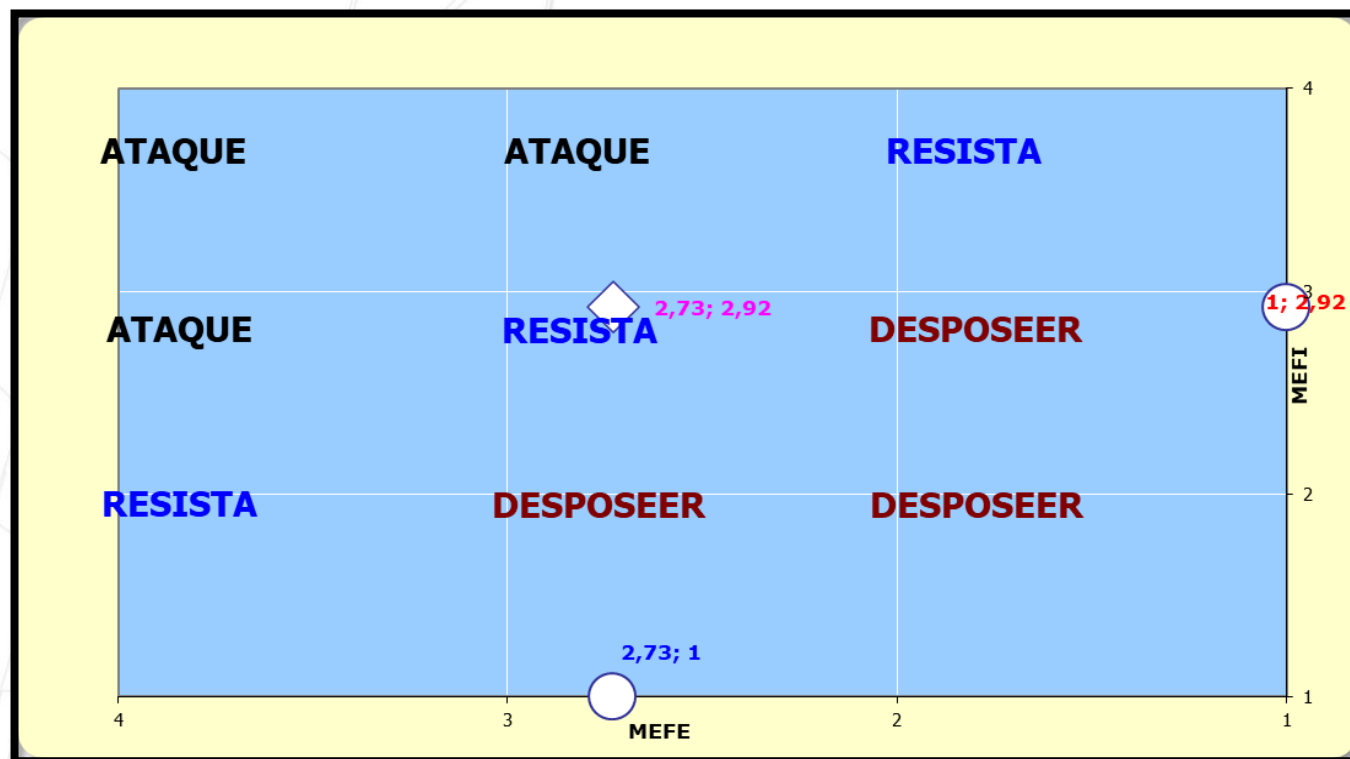 4
ATAQUE ATAQUE RESISTA
3
1; 2,92
2,73; 2,92
ATAQUE RESISTA DESPOSEER
MEFI
2
RESISTA DESPOSEER DESPOSEER
2,73; 1
1
4 3 2 1
MEFE